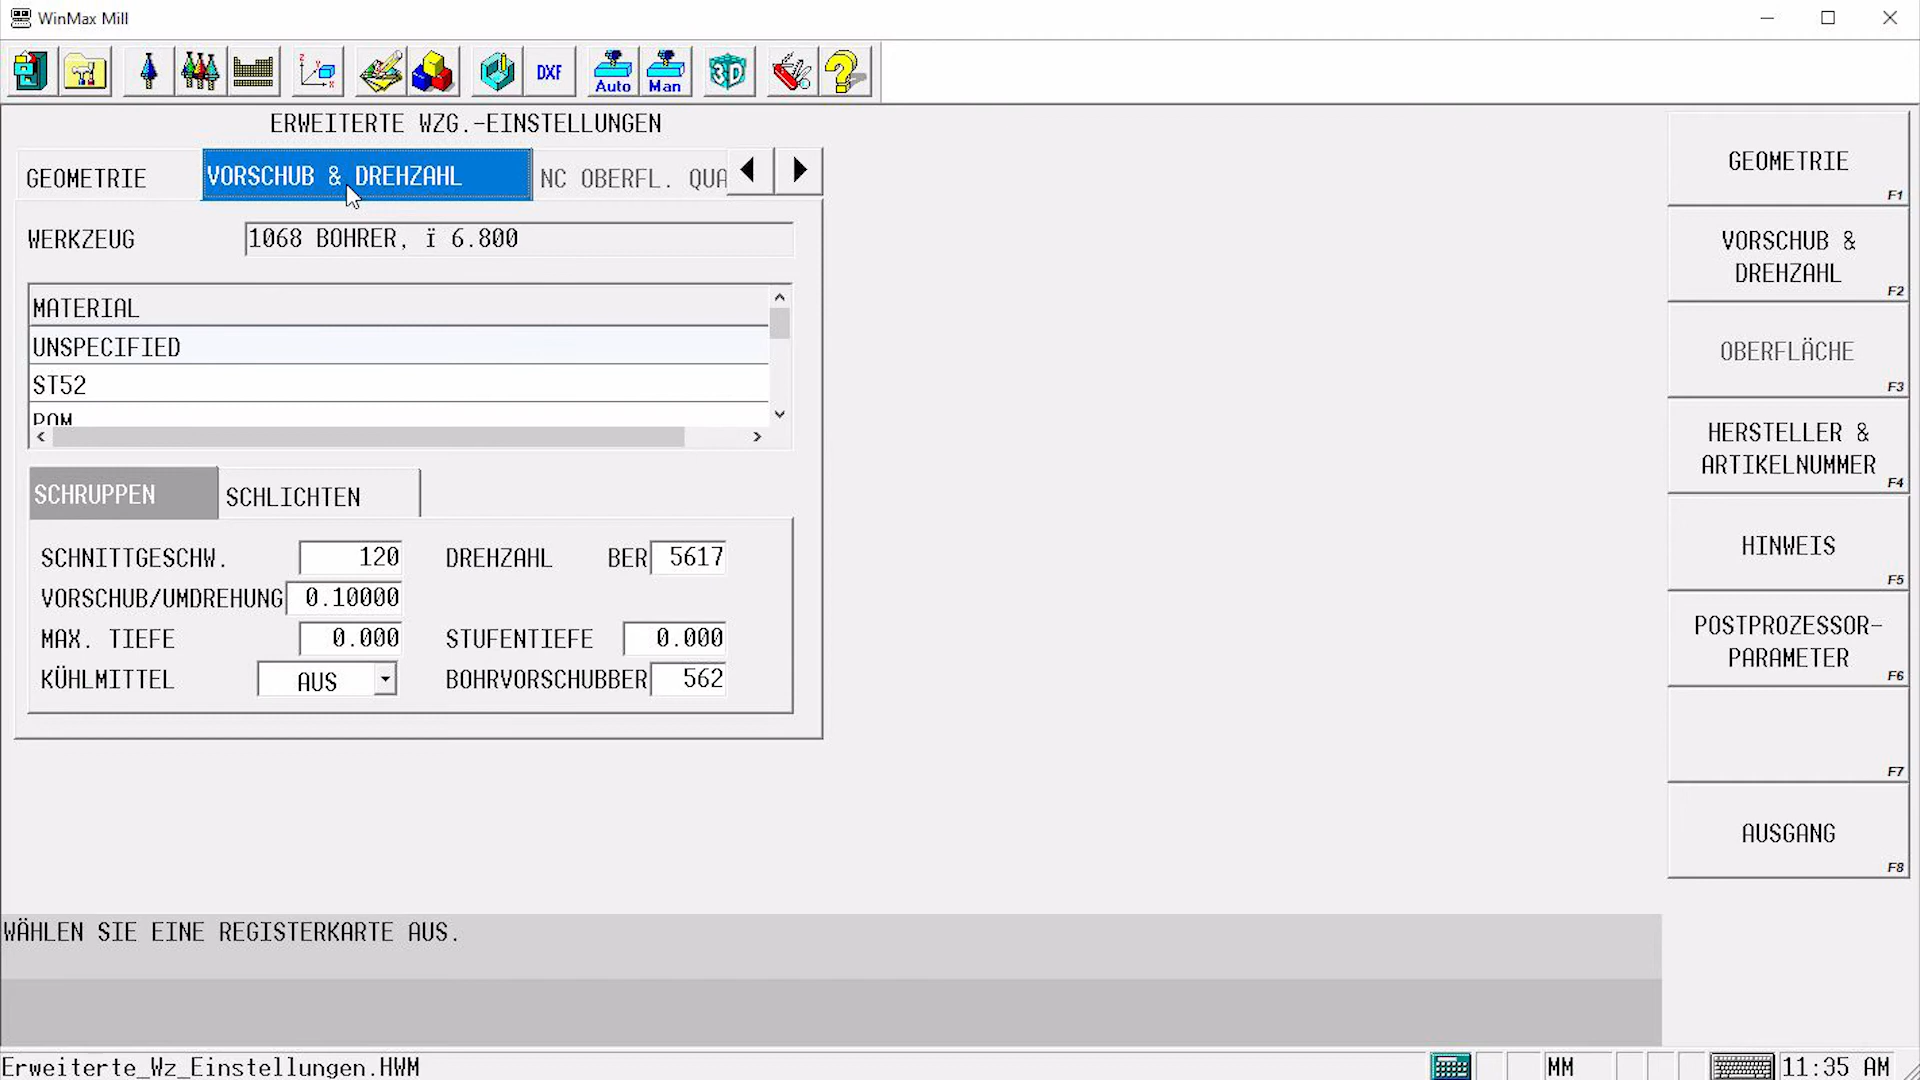 WinMax Mill
DXF
Auto
Man
3D
ERWEITERTE WZG.-EINSTELLUNGEN
GEOMETRIE
VORSCHUB & DREHZAHL
NC OBERFL. QUA
WERKZEUG
1068 BOHRER, Ï 6.800
MATERIAL
UNSPECIFIED
ST52
POM
SCHRUPPEN
SCHLICHTEN
SCHNITTGESCHW. 120
DREHZAHL BER 5617
VORSCHUB/UMDREHUNG 0.10000
MAX. TIEFE 0.000
STUFENTIEFE 0.000
KÜHLMITTEL AUS
BOHRVORSCHUBBER 562
GEOMETRIE
F1
VORSCHUB &
DREHZAHL
F2
OBERFLÄCHE
F3
HERSTELLER &
ARTIKELNUMMER
F4
HINWEIS
F5
POSTPROZESSOR-
PARAMETER
F6
F7
AUSGANG
F8
WÄHLEN SIE EINE REGISTERKARTE AUS.
Erweiterte_Wz_Einstellungen.HWM
MM
11:35 AM